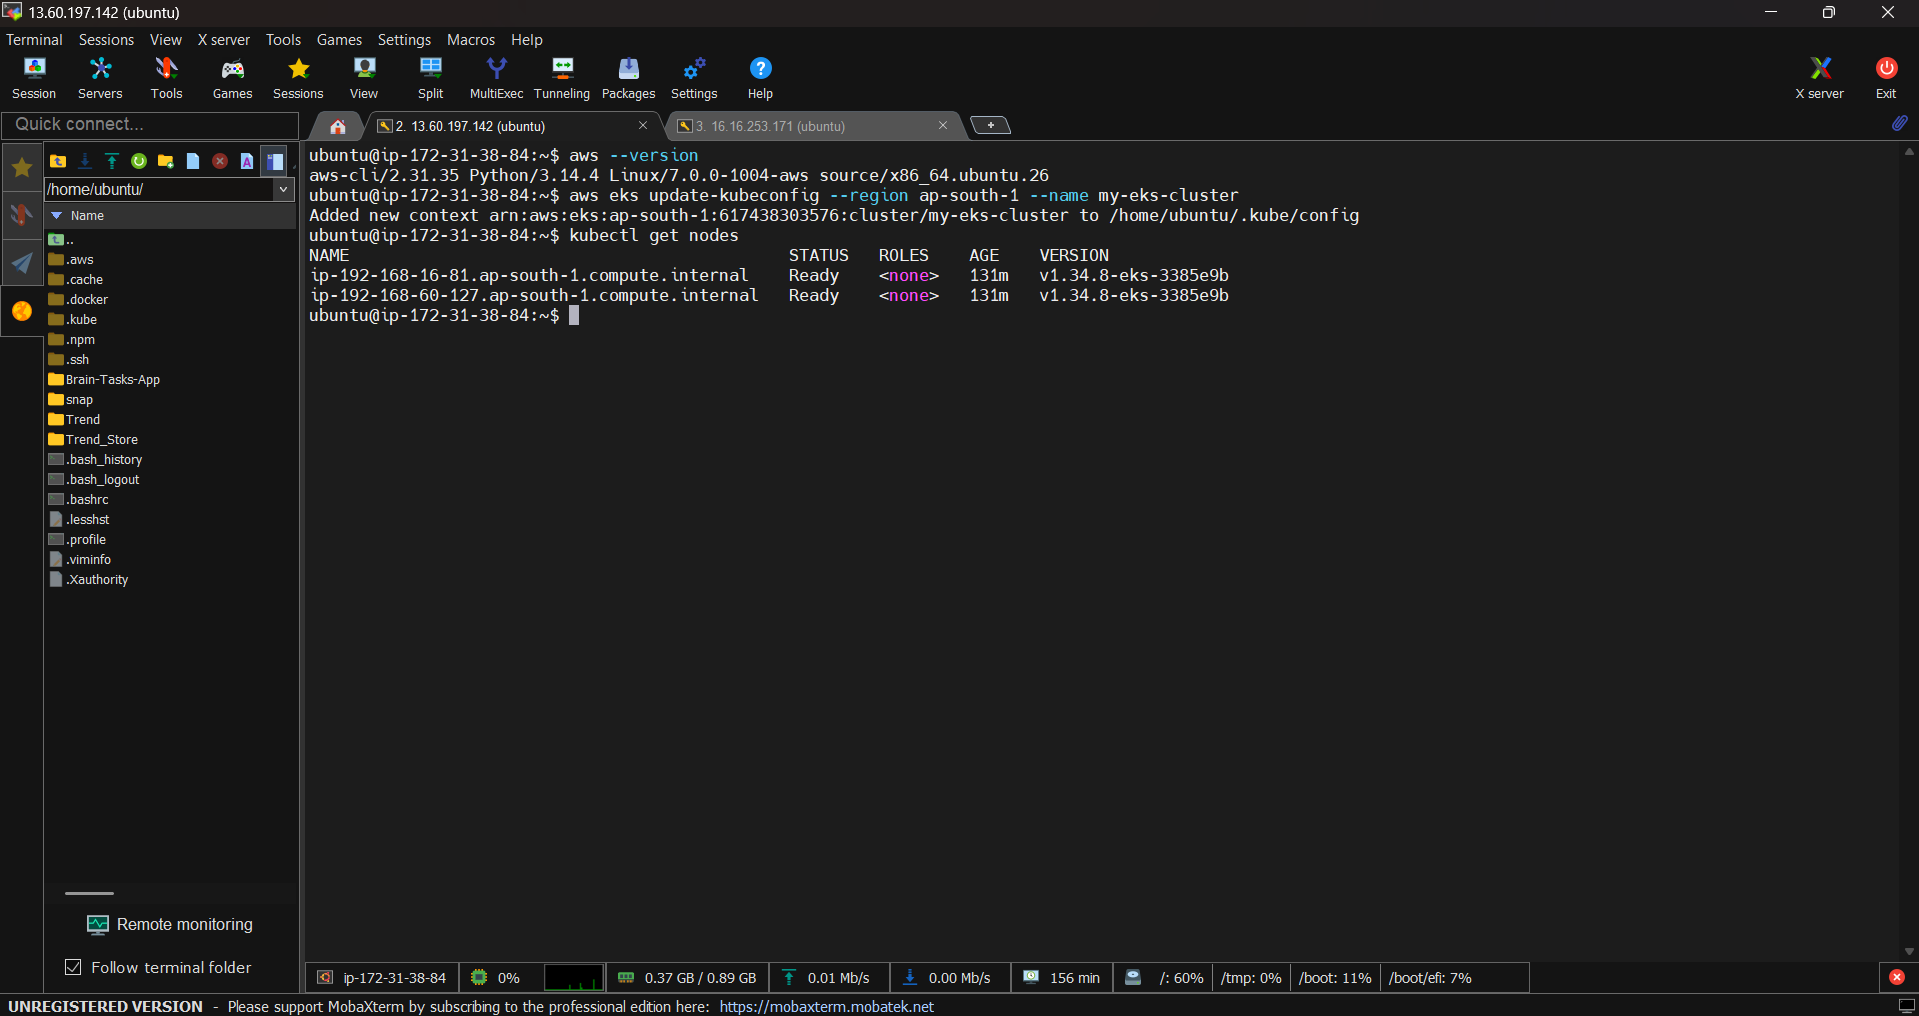 13.60.197.142 (ubuntu)
Terminal Sessions View X server Tools Games Settings Macros Help
Session Servers Tools Games Sessions View Split MultiExec Tunneling Packages Settings Help X server Exit
Quick connect...
2. 13.60.197.142 (ubuntu)
3. 16.16.253.171 (ubuntu)
/home/ubuntu/
Name
..
.aws
.cache
.docker
.kube
.npm
.ssh
Brain-Tasks-App
snap
Trend
Trend_Store
.bash_history
.bash_logout
.bashrc
.lesshst
.profile
.viminfo
.Xauthority
Remote monitoring
Follow terminal folder
ubuntu@ip-172-31-38-84:~$ aws --version
aws-cli/2.31.35 Python/3.14.4 Linux/7.0.0-1004-aws source/x86_64.ubuntu.26
ubuntu@ip-172-31-38-84:~$ aws eks update-kubeconfig --region ap-south-1 --name my-eks-cluster
Added new context arn:aws:eks:ap-south-1:617438303576:cluster/my-eks-cluster to /home/ubuntu/.kube/config
ubuntu@ip-172-31-38-84:~$ kubectl get nodes
NAME STATUS ROLES AGE VERSION
ip-192-168-16-81.ap-south-1.compute.internal Ready <none> 131m v1.34.8-eks-3385e9b
ip-192-168-60-127.ap-south-1.compute.internal Ready <none> 131m v1.34.8-eks-3385e9b
ubuntu@ip-172-31-38-84:~$
ip-172-31-38-84 0% 0.37 GB / 0.89 GB 0.01 Mb/s 0.00 Mb/s 156 min /: 60% /tmp: 0% /boot: 11% /boot/efi: 7%
UNREGISTERED VERSION - Please support MobaXterm by subscribing to the professional edition here: https://mobaxterm.mobatek.net